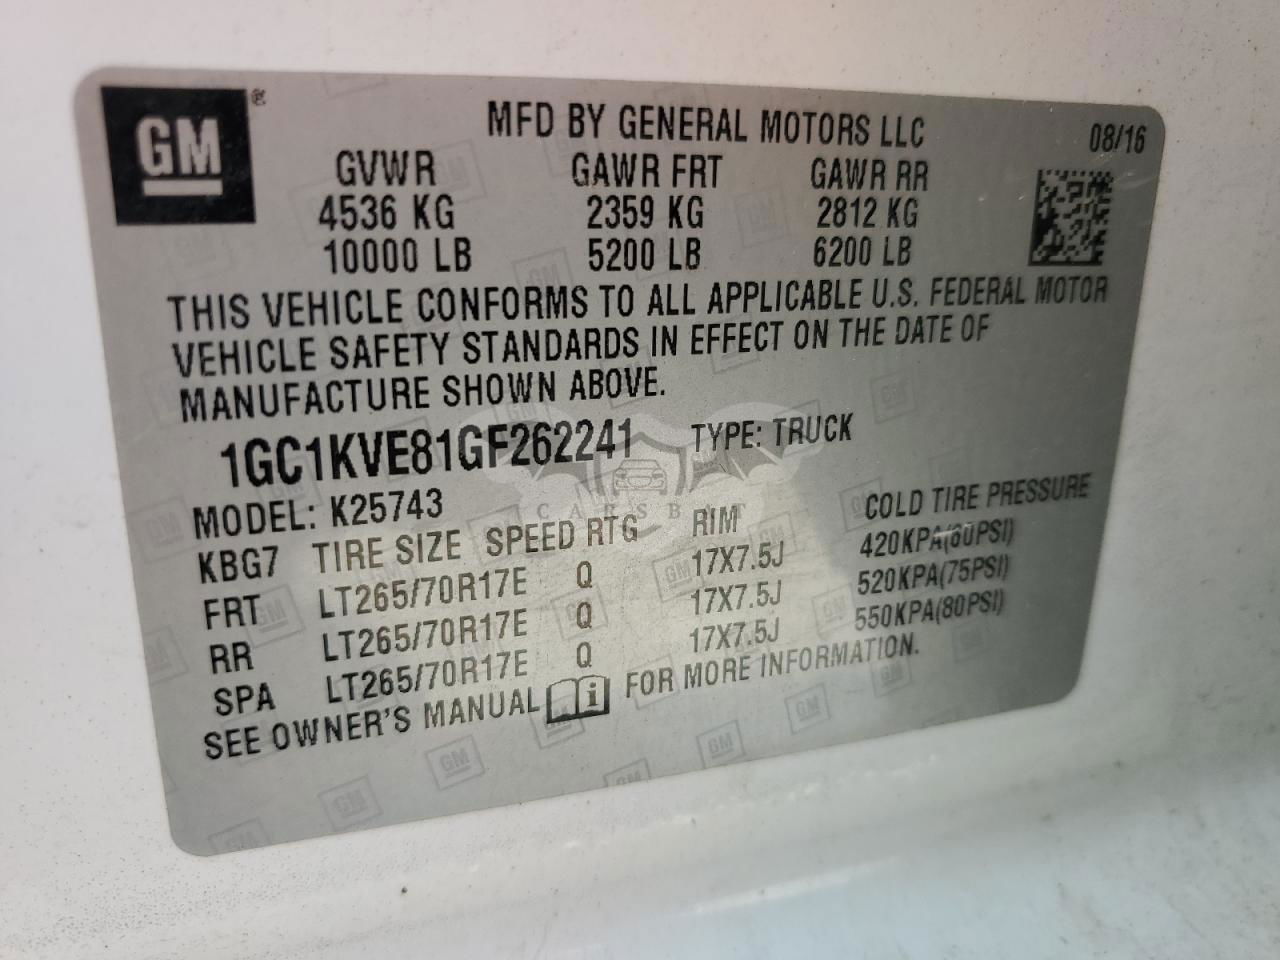 GM ®
MFD BY GENERAL MOTORS LLC 08/16
GVWR GAWR FRT GAWR RR
4536 KG 2359 KG 2812 KG
10000 LB 5200 LB 6200 LB
THIS VEHICLE CONFORMS TO ALL APPLICABLE U.S. FEDERAL MOTOR
VEHICLE SAFETY STANDARDS IN EFFECT ON THE DATE OF
MANUFACTURE SHOWN ABOVE.
1GC1KVE81GF262241 TYPE: TRUCK
CARSBAT
MODEL: K25743
KBG7 TIRE SIZE SPEED RTG RIM COLD TIRE PRESSURE
FRT LT265/70R17E Q 17X7.5J 420KPA(60PSI)
RR LT265/70R17E Q 17X7.5J 520KPA(75PSI)
SPA LT265/70R17E Q 17X7.5J 550KPA(80PSI)
SEE OWNER'S MANUAL i FOR MORE INFORMATION.